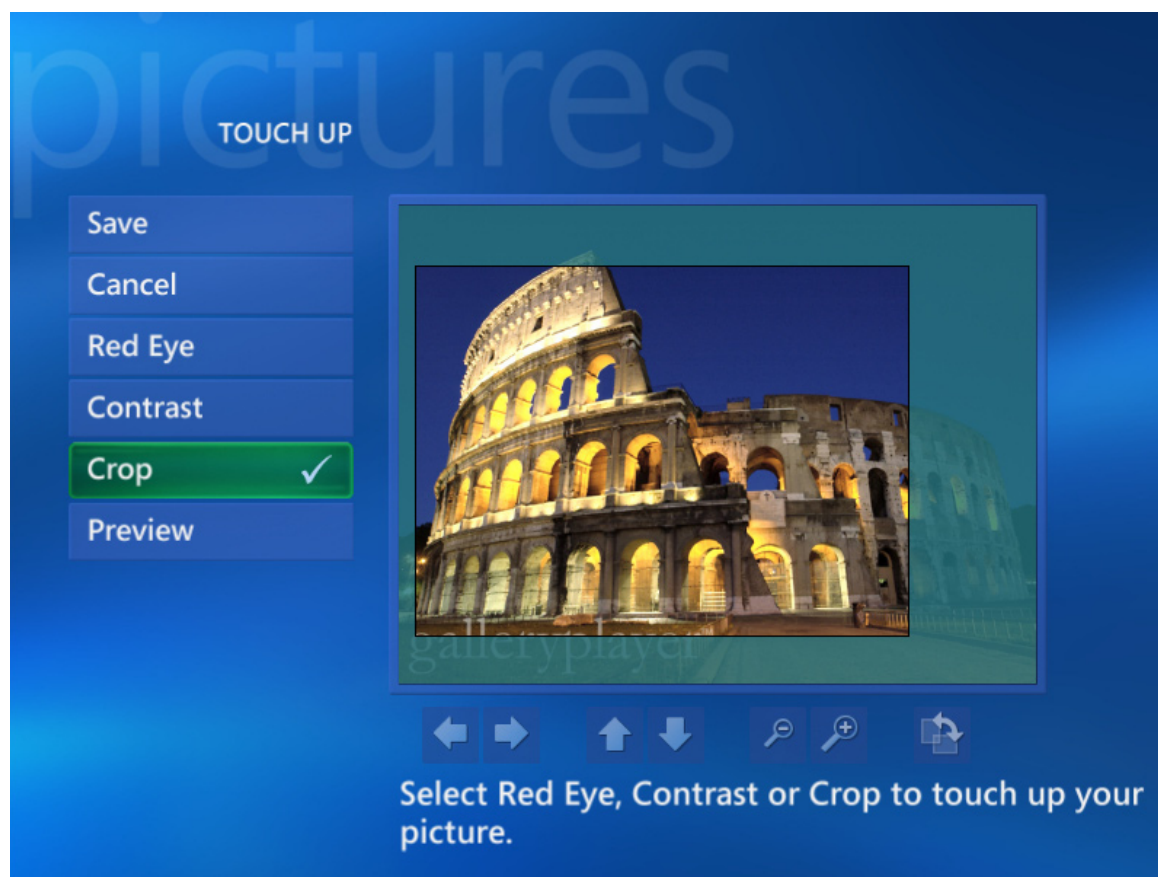 pictures
TOUCH UP
Save
Cancel
Red Eye
Contrast
Crop
Preview
galleryplayer
Select Red Eye, Contrast or Crop to touch up your
picture.